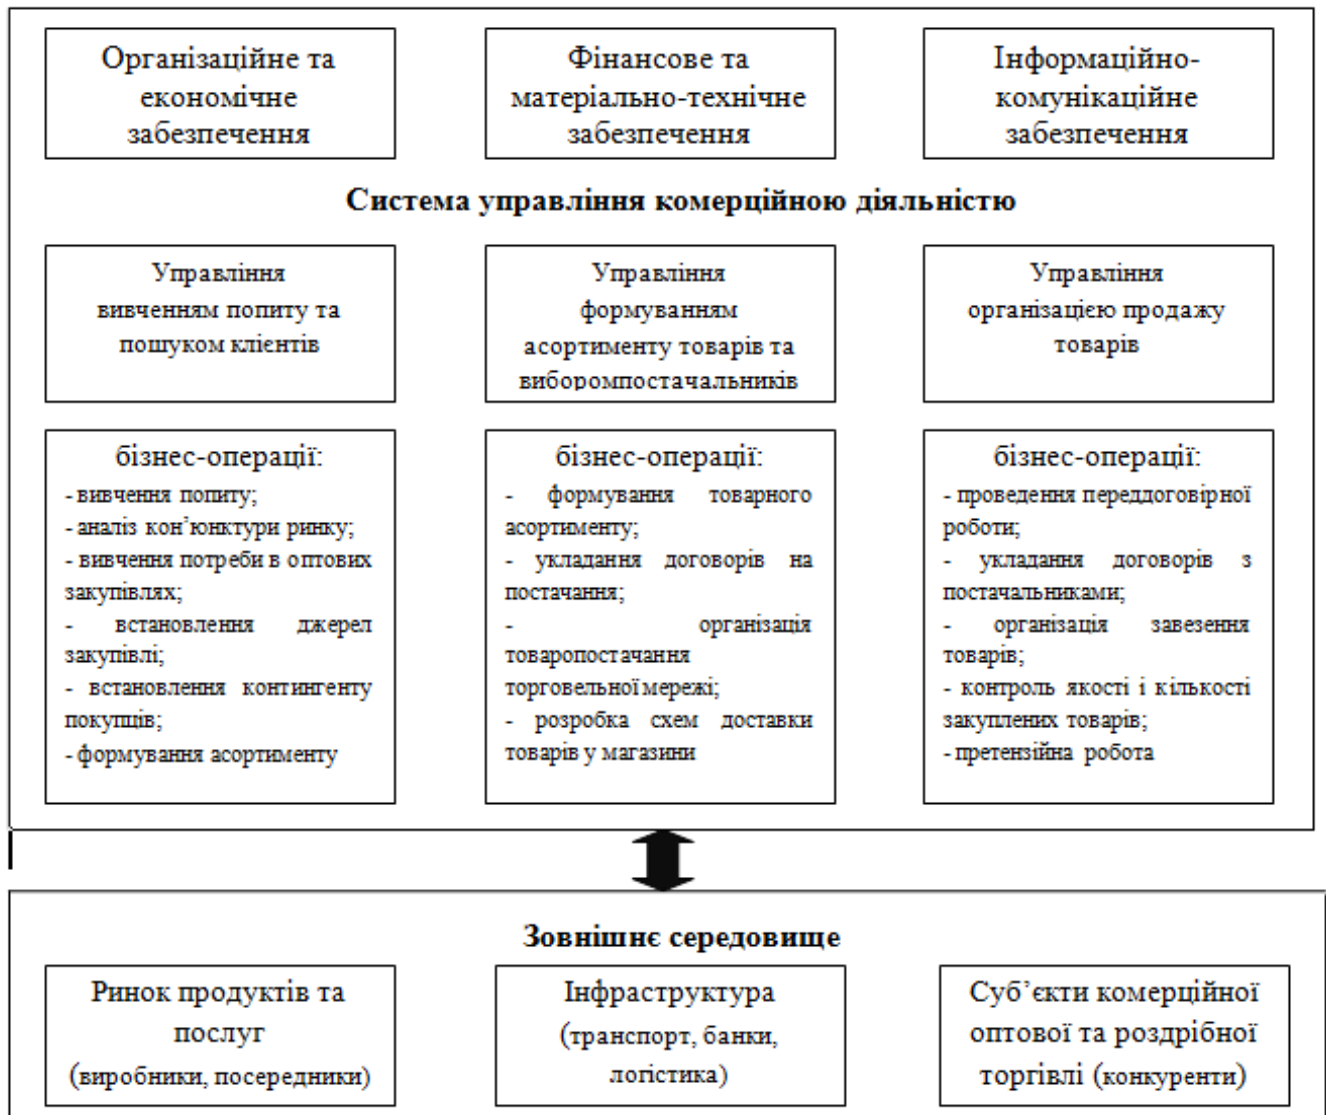 Організаційне та
економічне
забезпечення
Фінансове та
матеріально-технічне
забезпечення
Інформаційно-
комунікаційне
забезпечення
Система управління комерційною діяльністю
Управління
вивченням попиту та
пошуком клієнтів
Управління
формуванням
асортименту товарів та
виборомпостачальників
Управління
організацією продажу
товарів
бізнес-операції:
- вивчення попиту;
- аналіз кон’юнктури ринку;
- вивчення потреби в оптових
закупівлях;
- встановлення джерел
закупівлі;
- встановлення контингенту
покупців;
- формування асортименту
бізнес-операції:
- формування товарного
асортименту;
- укладання договорів на
постачання;
- організація
товаропостачання
торговельної мережі;
- розробка схем доставки
товарів у магазини
бізнес-операції:
- проведення переддоговірної
роботи;
- укладання договорів з
постачальниками;
- організація завезення
товарів;
- контроль якості і кількості
закуплених товарів;
- претензійна робота
Зовнішнє середовище
Ринок продуктів та
послуг
(виробники, посередники)
Інфраструктура
(транспорт, банки,
логістика)
Суб’єкти комерційної
оптової та роздрібної
торгівлі (конкуренти)